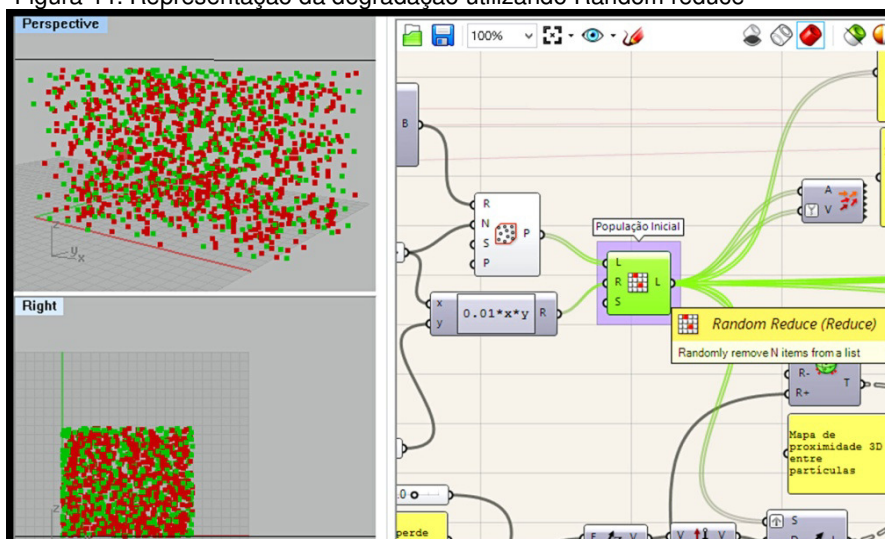 Figura 11: Representação da degradação utilizando Random reduce
Perspective
z
y
x
Right
z
100%
B
R
N
S
P
P
População Inicial
L
R
S
L
x
y
0.01*x*y
R
A
V
Random Reduce (Reduce)
Randomly remove N items from a list
R-
R+
T
Mapa de
proximidade 3D
entre
partículas
perde
S
F
V
V
V